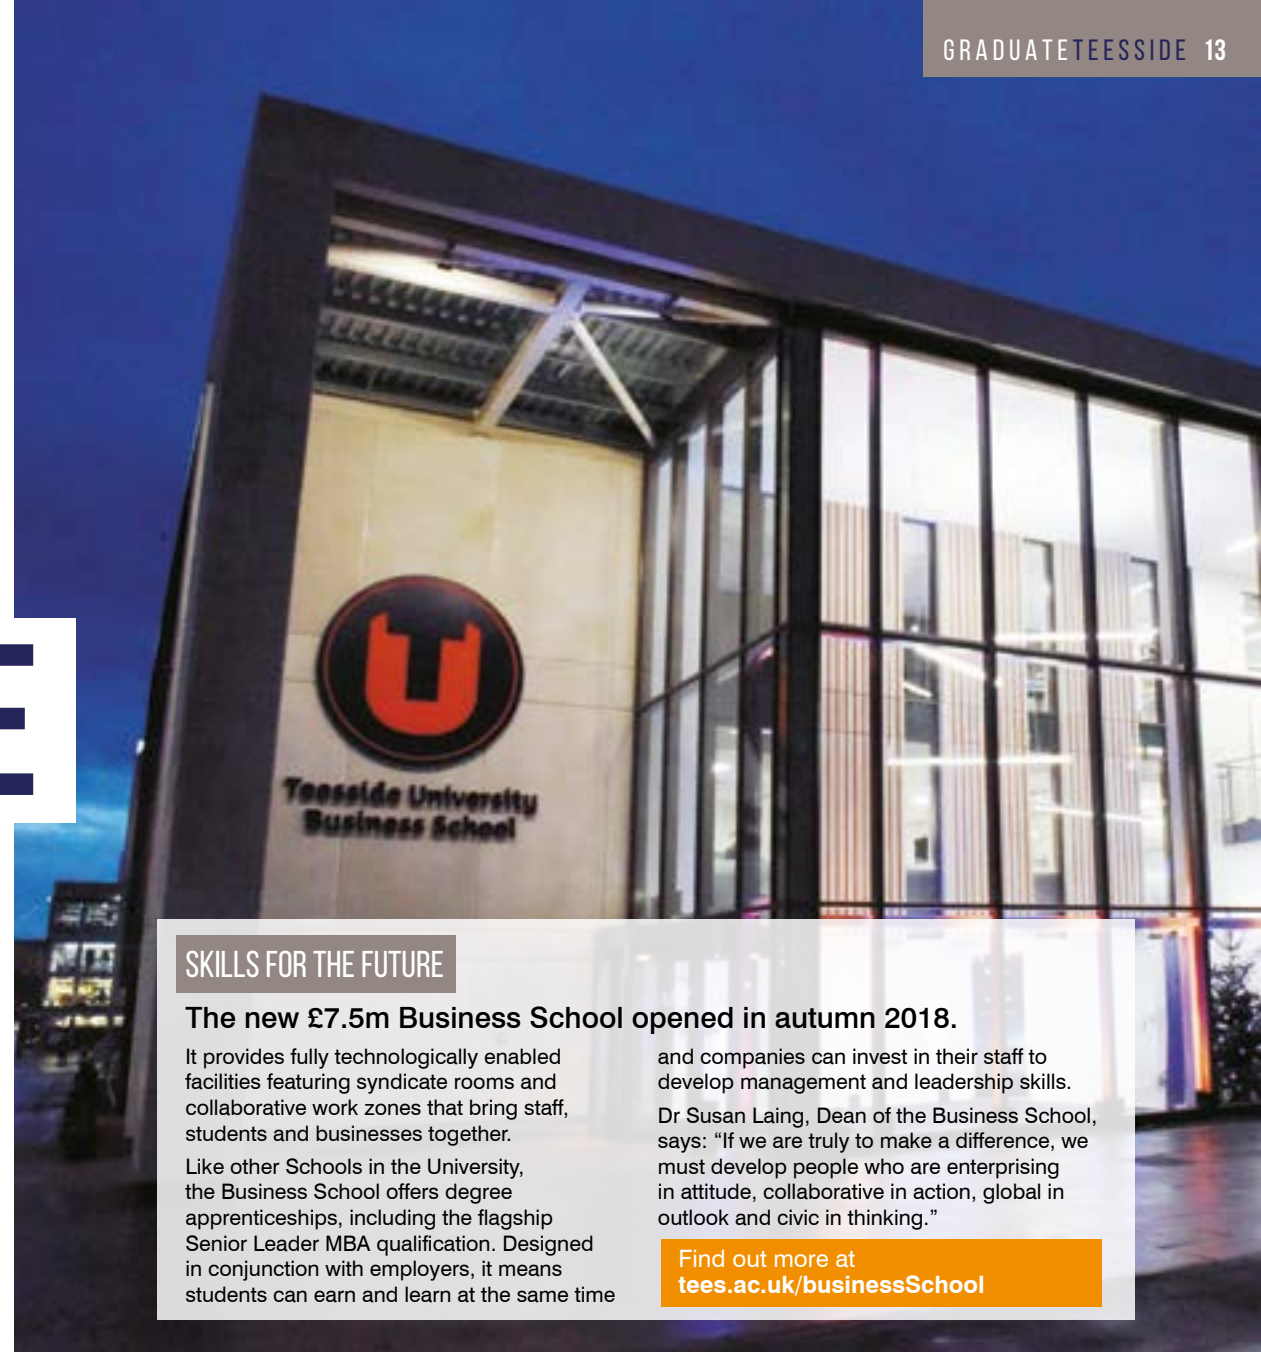 GRADUATETEESSIDE 13
Teesside University
Business School
SKILLS FOR THE FUTURE
The new £7.5m Business School opened in autumn 2018.
It provides fully technologically enabled
facilities featuring syndicate rooms and
collaborative work zones that bring staff,
students and businesses together.
Like other Schools in the University,
the Business School offers degree
apprenticeships, including the flagship
Senior Leader MBA qualification. Designed
in conjunction with employers, it means
students can earn and learn at the same time
and companies can invest in their staff to
develop management and leadership skills.
Dr Susan Laing, Dean of the Business School,
says: “If we are truly to make a difference, we
must develop people who are enterprising
in attitude, collaborative in action, global in
outlook and civic in thinking.”
Find out more at
tees.ac.uk/businessSchool